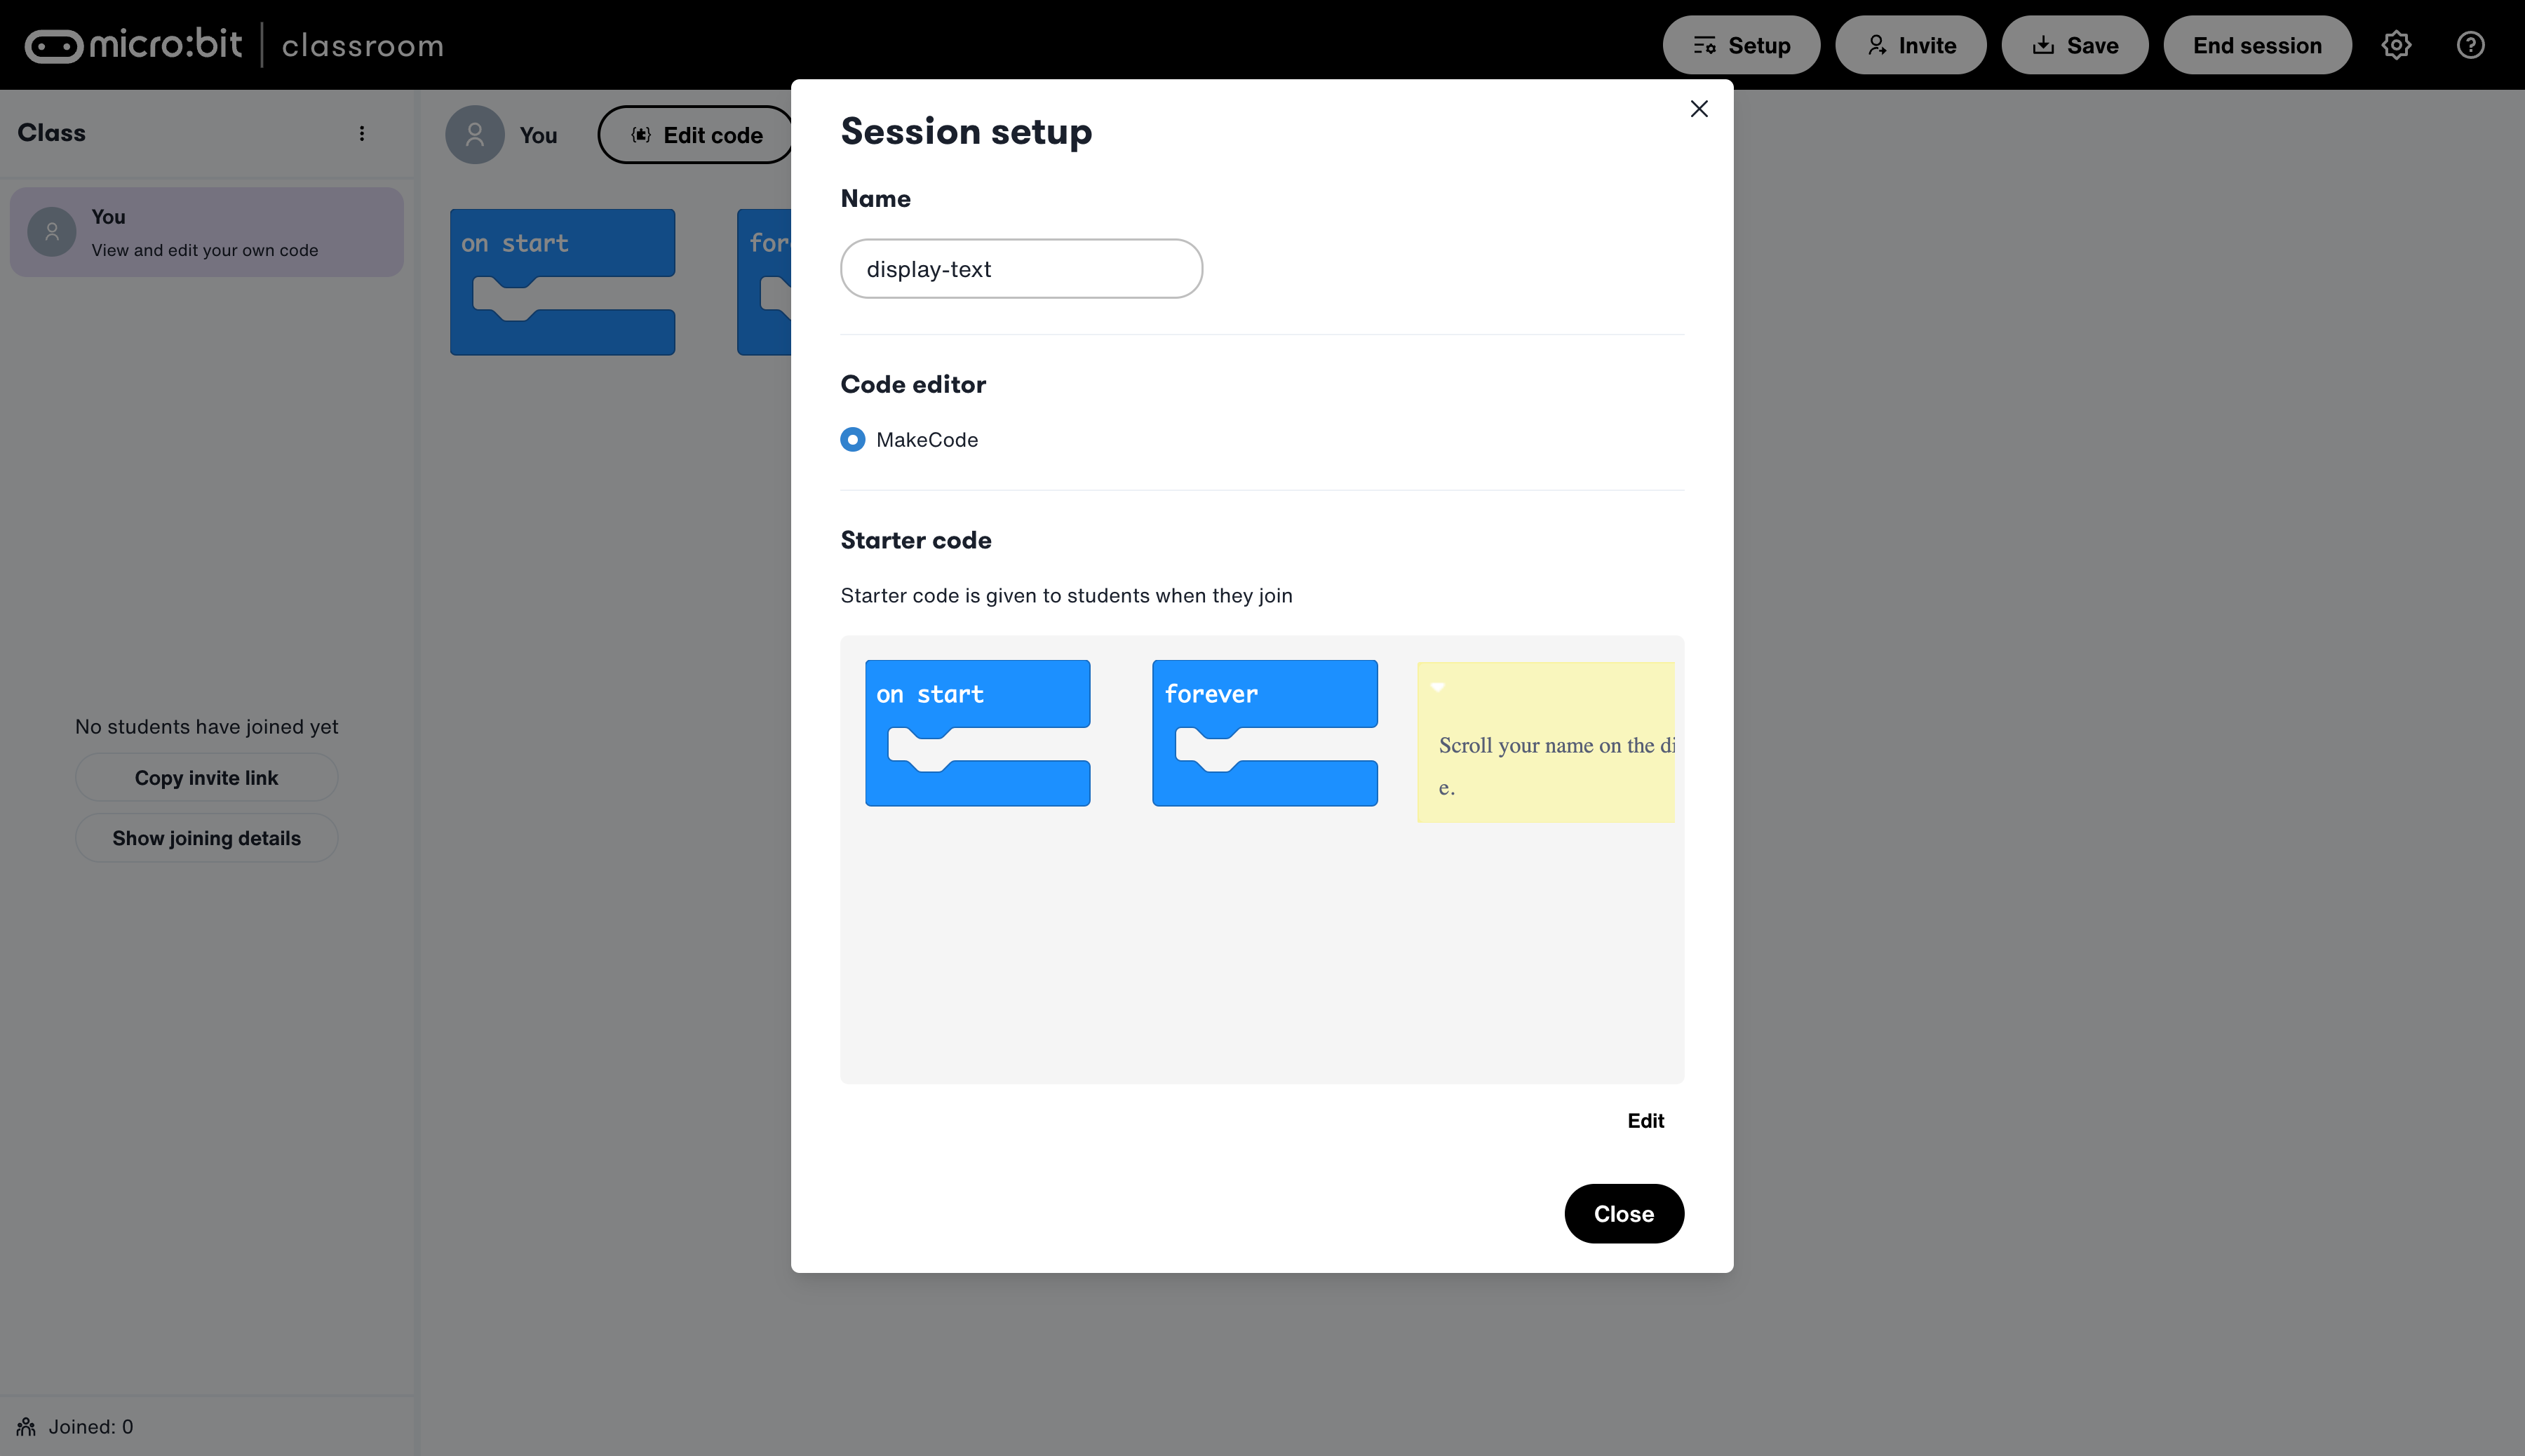 micro:bit classroom
Setup
Invite
Save
End session
Class
You
View and edit your own code
No students have joined yet
Copy invite link
Show joining details
Joined: 0
You
Edit code
on start
Session setup
Name
display-text
Code editor
MakeCode
Starter code
Starter code is given to students when they join
on start
forever
Scroll your name on the
e.
Edit
Close